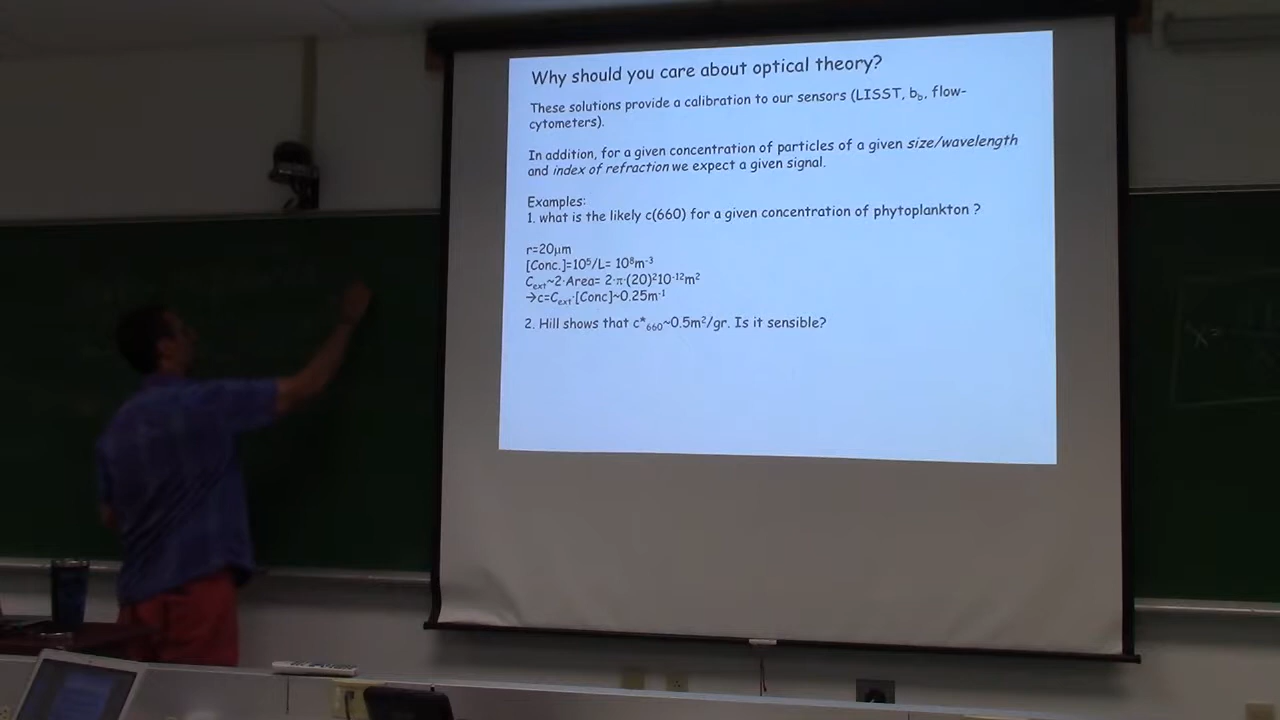 Why should you care about optical theory?
These solutions provide a calibration to our sensors (LISST, b_b, flow-
cytometers).
In addition, for a given concentration of particles of a given size/wavelength
and index of refraction we expect a given signal.
Examples:
1. what is the likely c(660) for a given concentration of phytoplankton ?
r=20μm
[Conc.]=10⁵/L= 10⁸m⁻³
C_ext~2·Area= 2·π·(20)²10⁻¹²m²
→c=C_ext·[Conc]~0.25m⁻¹
2. Hill shows that c*₆₆₀~0.5m²/gr. Is it sensible?
X=